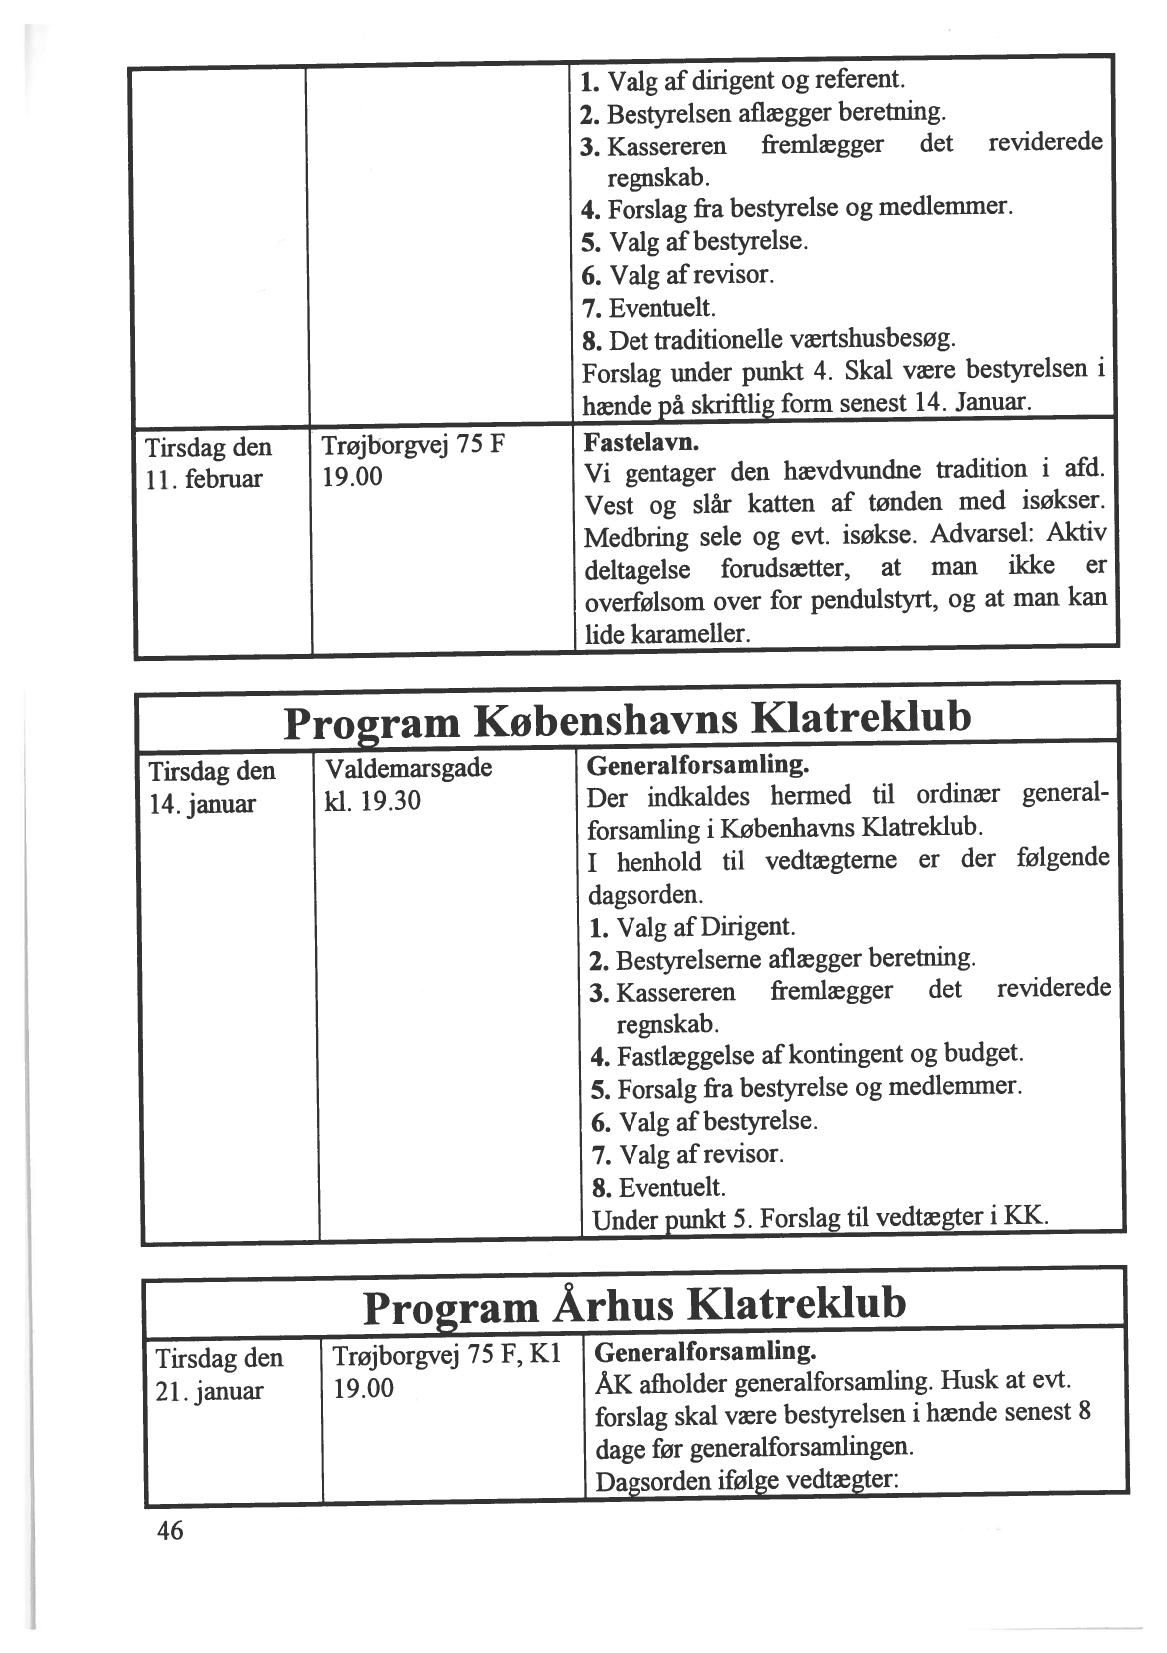 1. Valg af dirigent og referent.
2. Bestyrelsen aflægger beretning.
3. Kassereren fremlægger det reviderede
regnskab.
4. Forslag fra bestyrelse og medlemmer.
5. Valg af bestyrelse.
6. Valg af revisor.
7. Eventuelt.
8. Det traditionelle værtshusbesøg.
Forslag under punkt 4. Skal være bestyrelsen i
hænde på skriftlig form senest 14. Januar.
Tirsdag den
11. februar
Trøjborgvej 75 F
19.00
Fastelavn.
Vi gentager den hævdvundne tradition i afd.
Vest og slår katten af tønden med isøkser.
Medbring sele og evt. isøkse. Advarsel: Aktiv
deltagelse forudsætter, at man ikke er
overfølsom over for pendulstyrt, og at man kan
lide karameller.
Program Købenshavns Klatreklub
Tirsdag den
14. januar
Valdemarsgade
kl. 19.30
Generalforsamling.
Der indkaldes hermed til ordinær general-
forsamling i Københavns Klatreklub.
I henhold til vedtægterne er der følgende
dagsorden.
1. Valg af Dirigent.
2. Bestyrelserne aflægger beretning.
3. Kassereren fremlægger det reviderede
regnskab.
4. Fastlæggelse af kontingent og budget.
5. Forsalg fra bestyrelse og medlemmer.
6. Valg af bestyrelse.
7. Valg af revisor.
8. Eventuelt.
Under punkt 5. Forslag til vedtægter i KK.
Program Århus Klatreklub
Tirsdag den
21. januar
Trøjborgvej 75 F, K1
19.00
Generalforsamling.
ÅK afholder generalforsamling. Husk at evt.
forslag skal være bestyrelsen i hænde senest 8
dage før generalforsamlingen.
Dagsorden ifølge vedtægter:
46